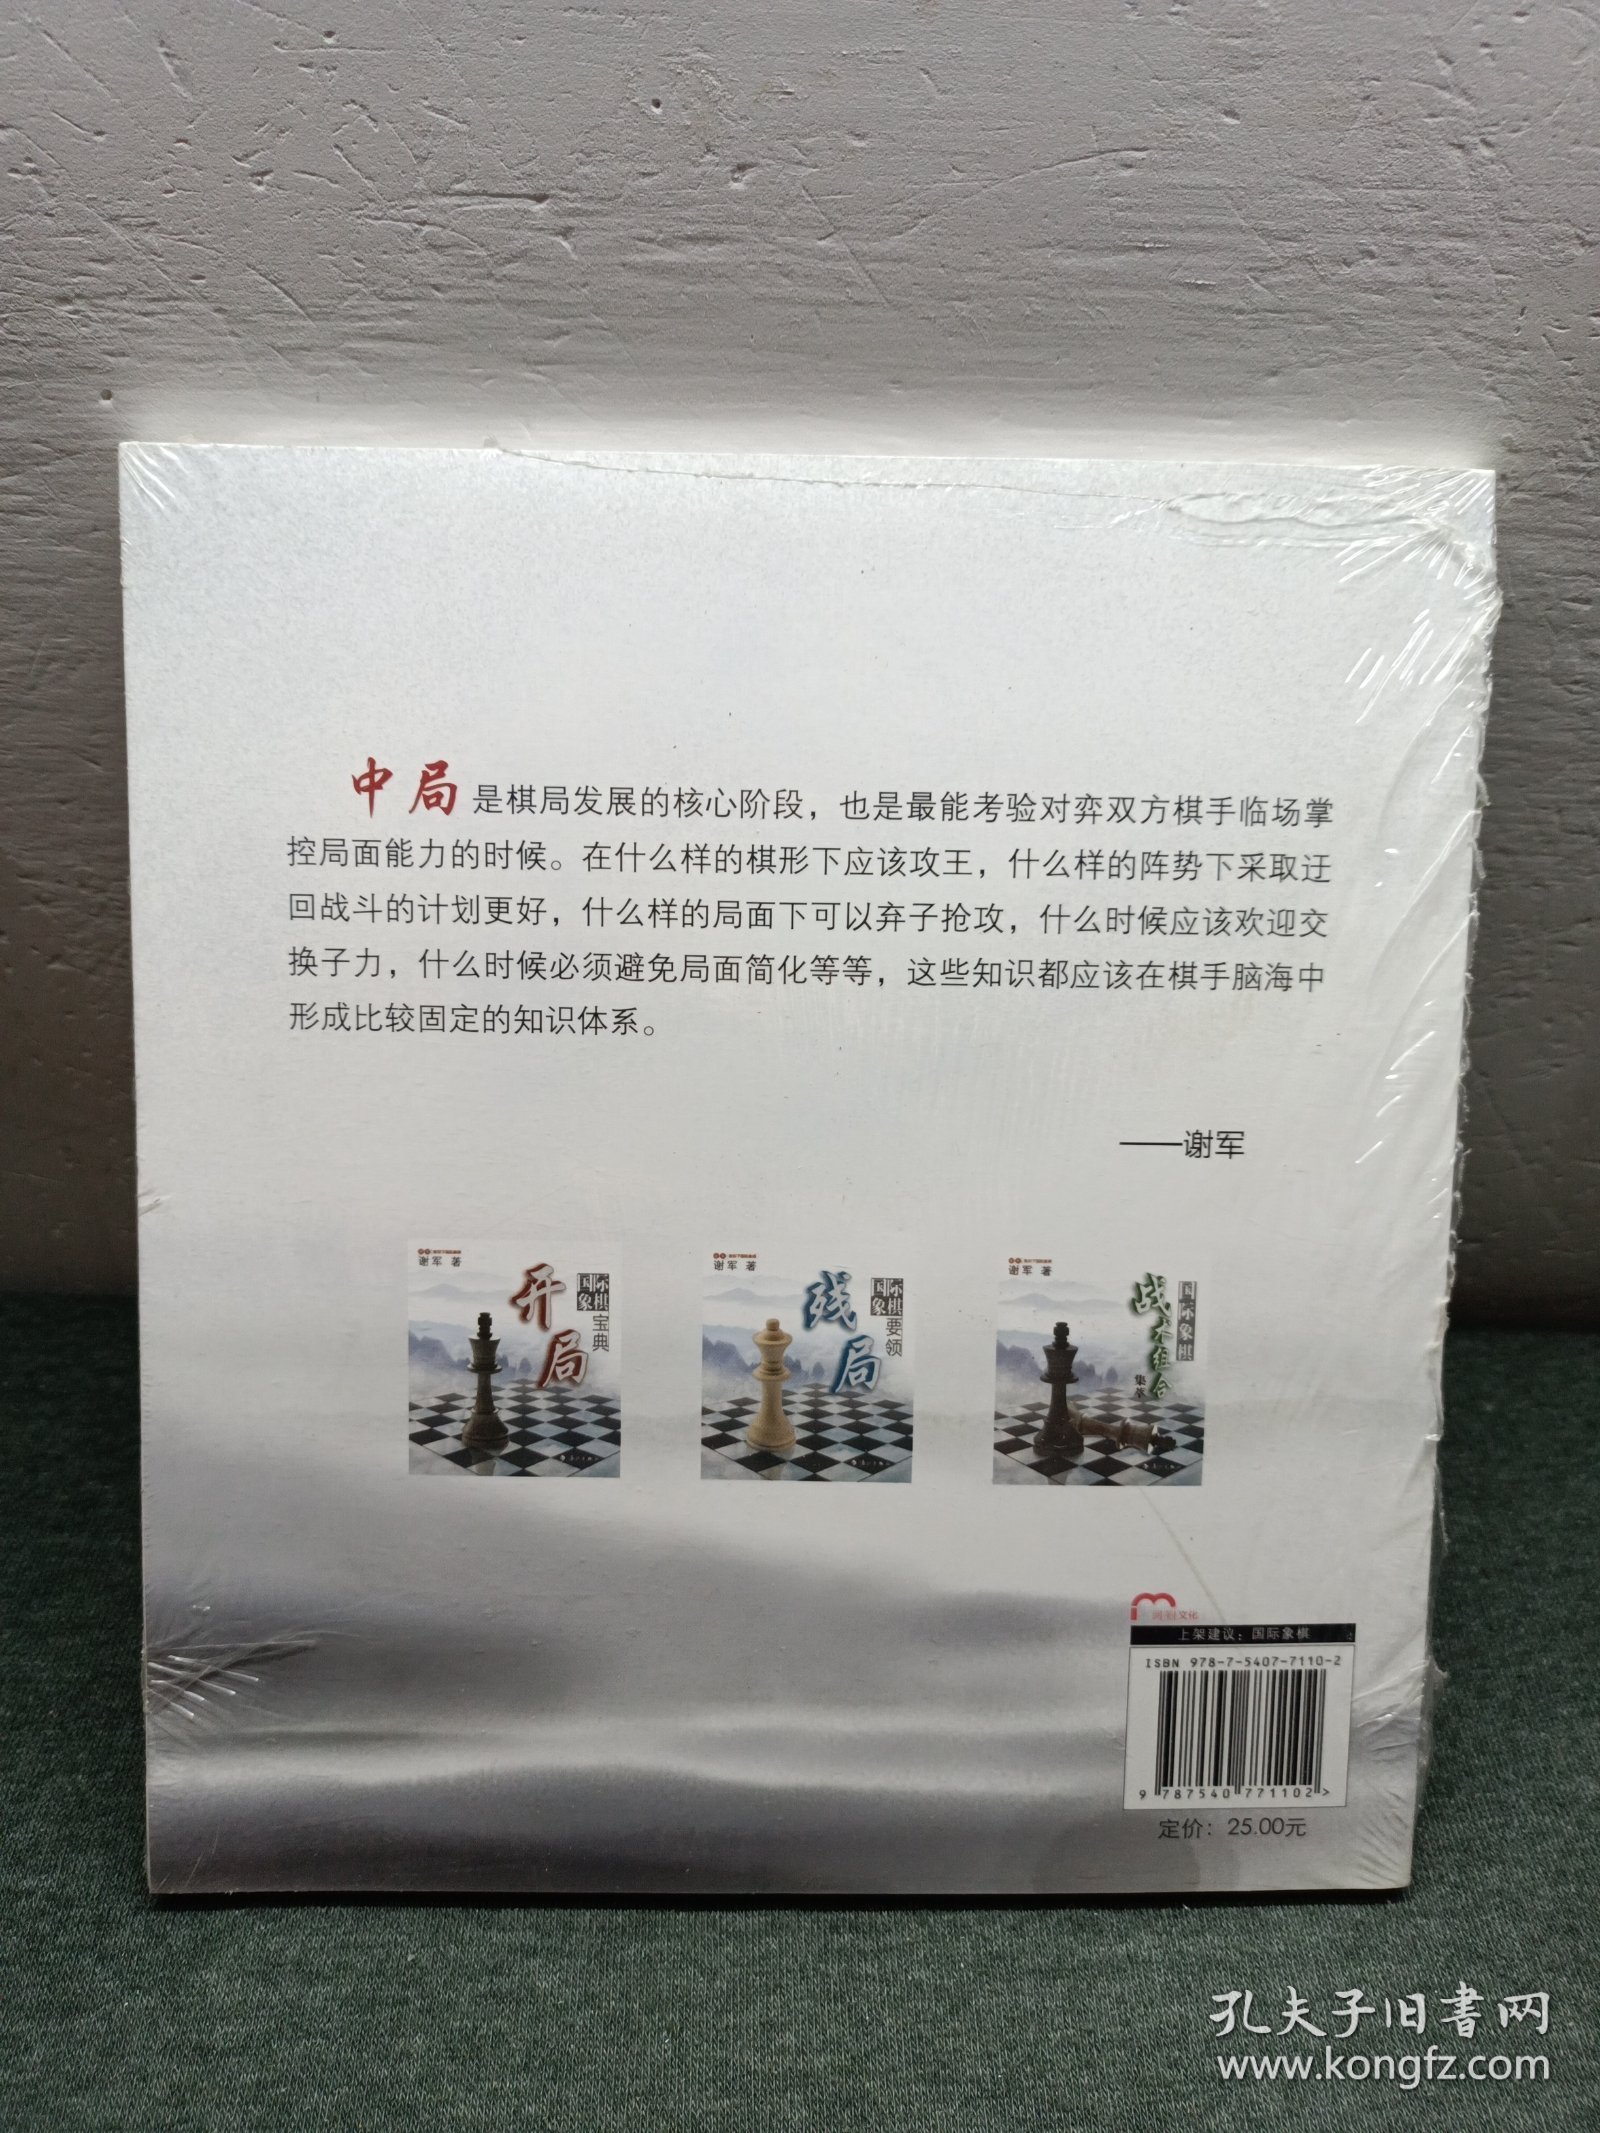 中局是棋局发展的核心阶段，也是最能考验对弈双方棋手临场掌
控局面能力的时候。在什么样的棋形下应该攻王，什么样的阵势下采取迂
回战斗的计划更好，什么样的局面下可以弃子抢攻，什么时候应该欢迎交
换子力，什么时候必须避免局面简化等等，这些知识都应该在棋手脑海中
形成比较固定的知识体系。
——谢军
谢军 著
开局
国际象棋
宝典
谢军 著
残局
国际象棋
要领
谢军 著
战术组合
国际象棋
集萃
文化
上架建议：国际象棋
ISBN 978-7-5407-7110-2
9 787540 771102 >
定价：25.00元
孔夫子旧书网
www.kongfz.com